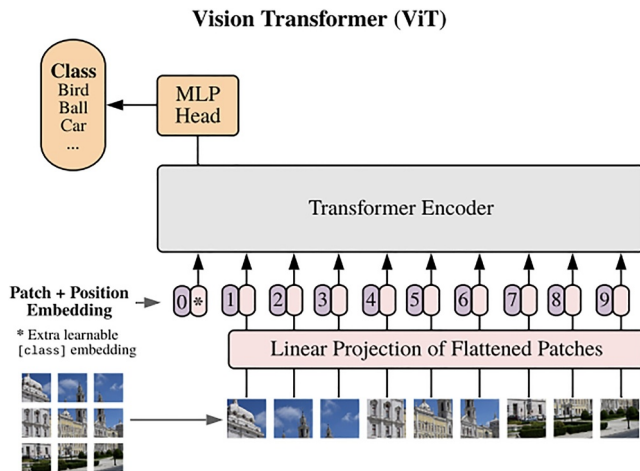 Vision Transformer (ViT)
Class
Bird
Ball
Car
...
MLP
Head
Transformer Encoder
Patch + Position
Embedding
0 * 1 2 3 4 5 6 7 8 9
* Extra learnable
[class] embedding
Linear Projection of Flattened Patches